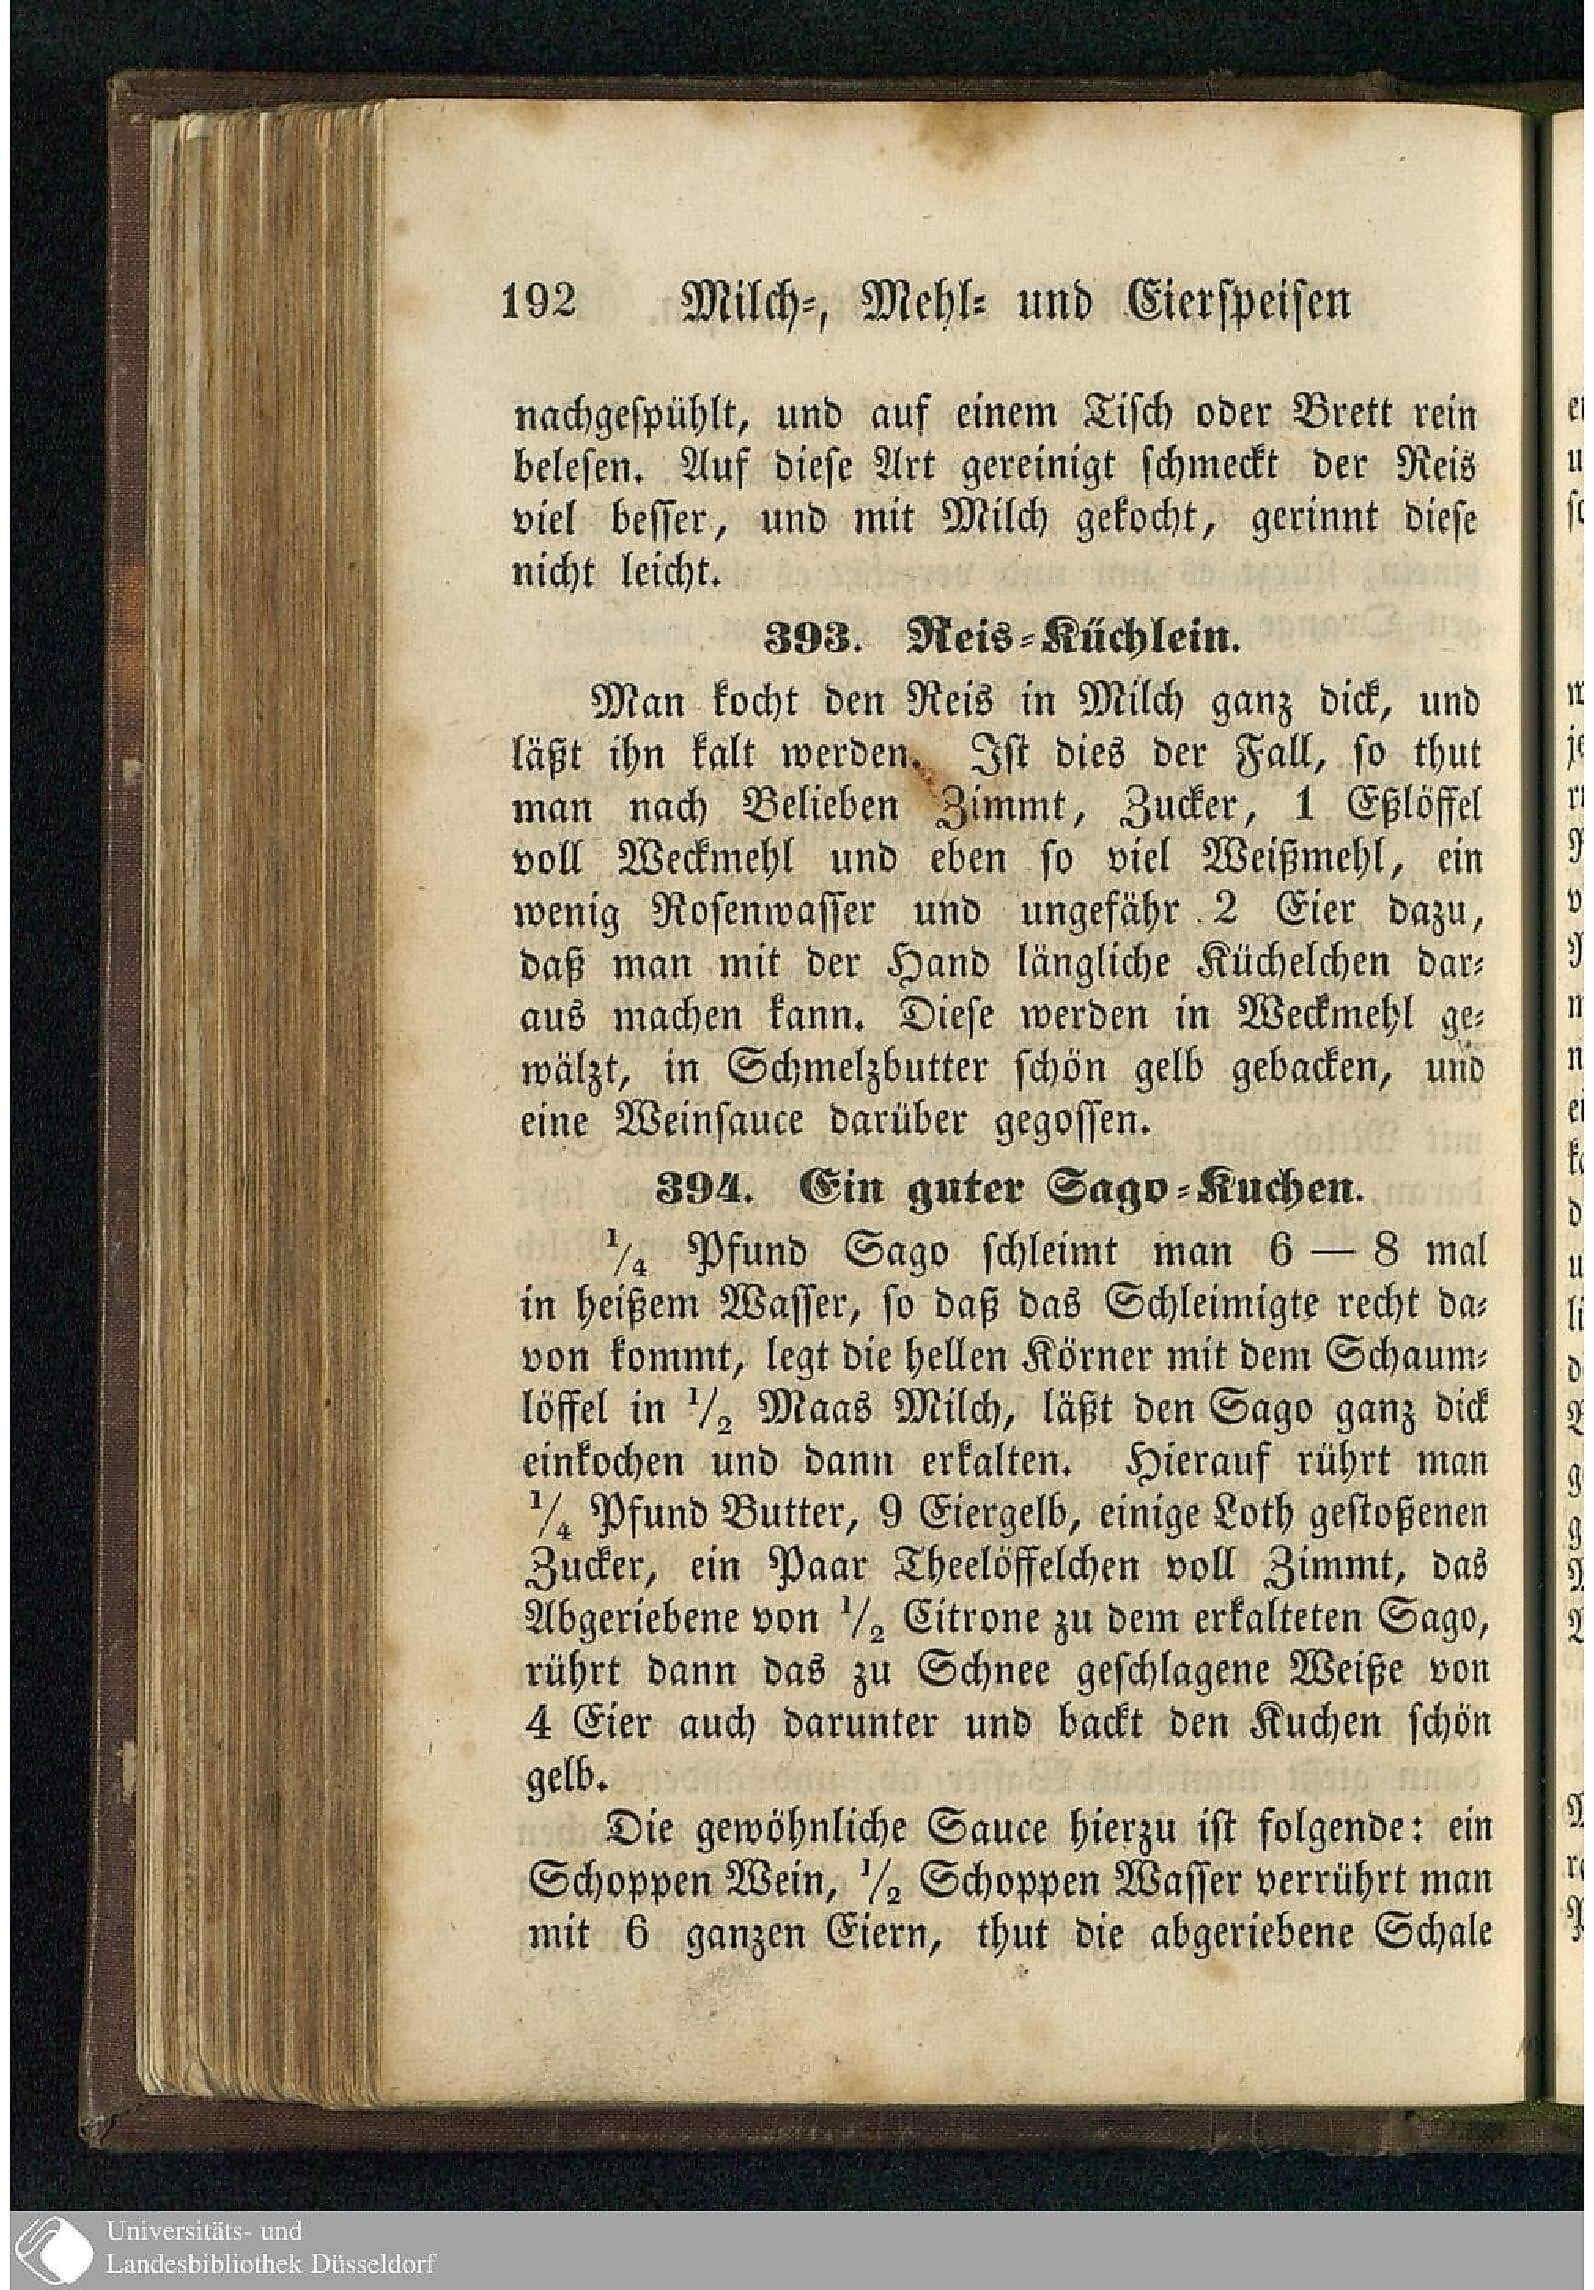 192 Milch-, Mehl- und Eierspeisen
nachgespühlt, und auf einem Tisch oder Brett rein
belesen. Auf diese Art gereinigt schmeckt der Reis
viel besser, und mit Milch gekocht, gerinnt diese
nicht leicht.
393. Reis-Küchlein.
Man kocht den Reis in Milch ganz dick, und
läßt ihn kalt werden. Ist dies der Fall, so thut
man nach Belieben Zimmt, Zucker, 1 Eßlöffel
voll Weckmehl und eben so viel Weißmehl, ein
wenig Rosenwasser und ungefähr 2 Eier dazu,
daß man mit der Hand längliche Küchelchen dar-
aus machen kann. Diese werden in Weckmehl ge-
wälzt, in Schmelzbutter schön gelb gebacken, und
eine Weinsauce darüber gegossen.
394. Ein guter Sago-Kuchen.
1/4 Pfund Sago schleimt man 6 — 8 mal
in heißem Wasser, so daß das Schleimigte recht da-
von kommt, legt die hellen Körner mit dem Schaum-
löffel in 1/2 Maas Milch, läßt den Sago ganz dick
einkochen und dann erkalten. Hierauf rührt man
1/4 Pfund Butter, 9 Eiergelb, einige Loth gestoßenen
Zucker, ein Paar Theelöffelchen voll Zimmt, das
Abgeriebene von 1/2 Citrone zu dem erkalteten Sago,
rührt dann das zu Schnee geschlagene Weiße von
4 Eier auch darunter und backt den Kuchen schön
gelb.
Die gewöhnliche Sauce hierzu ist folgende: ein
Schoppen Wein, 1/2 Schoppen Wasser verrührt man
mit 6 ganzen Eiern, thut die abgeriebene Schale
Universitäts- und
Landesbibliothek Düsseldorf